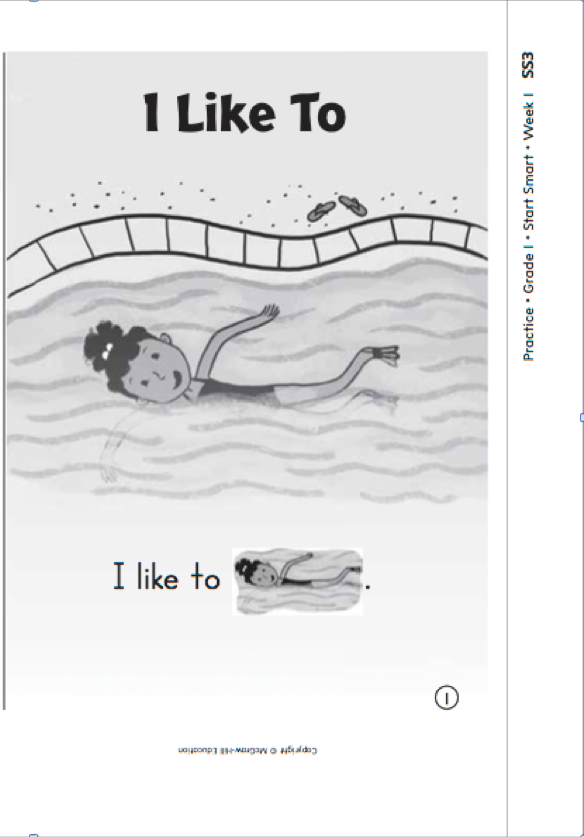 I Like To
I like to .
1
Copyright © McGraw-Hill Education
Practice • Grade 1 • Start Smart • Week 1 SS3